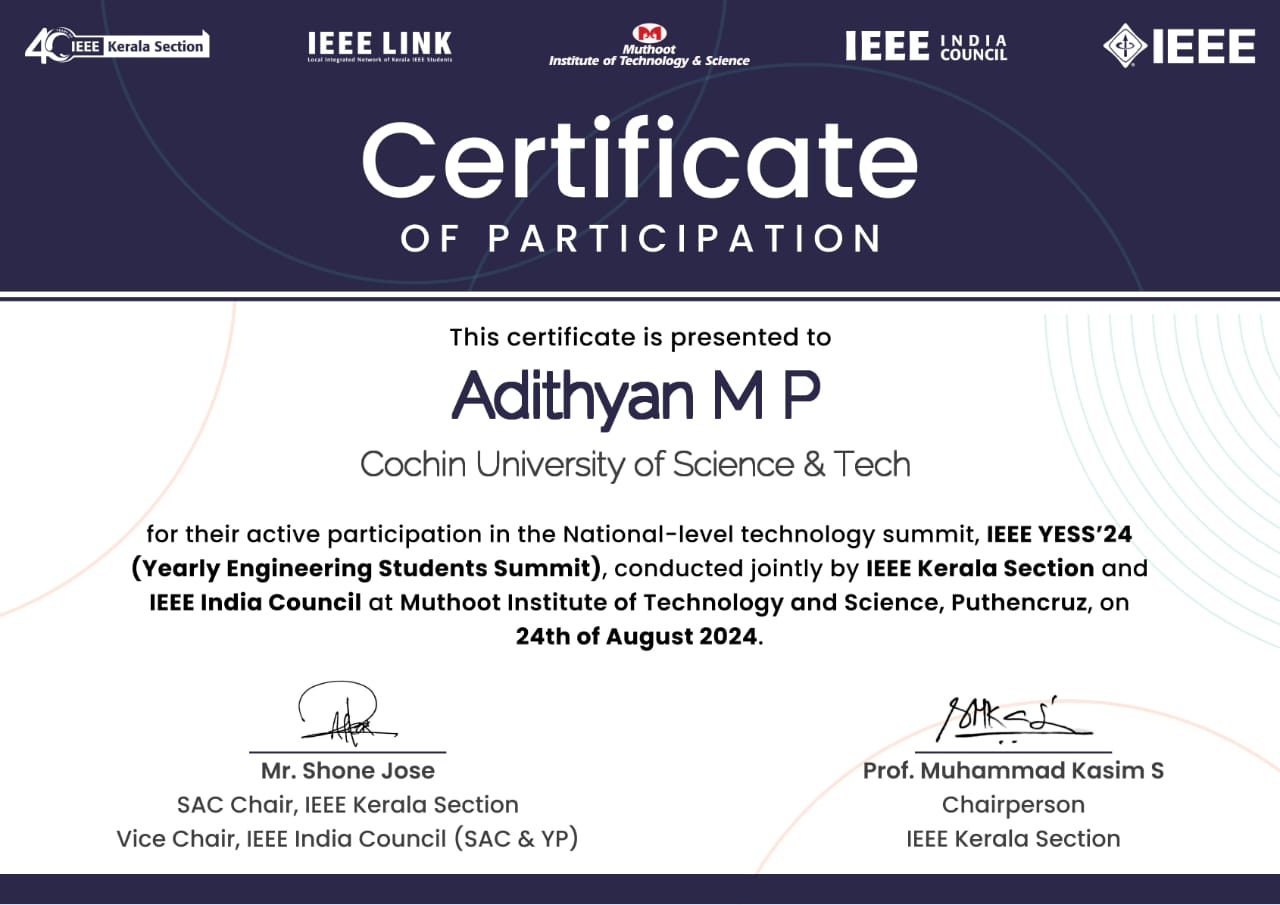 40 IEEE Kerala Section
IEEE LINK
Local Integrated Network of Kerala IEEE Students
Muthoot
Institute of Technology & Science
IEEE INDIA COUNCIL
IEEE
Certificate
OF PARTICIPATION
This certificate is presented to
Adithyan M P
Cochin University of Science & Tech
for their active participation in the National-level technology summit, IEEE YESS’24
(Yearly Engineering Students Summit), conducted jointly by IEEE Kerala Section and
IEEE India Council at Muthoot Institute of Technology and Science, Puthencruz, on
24th of August 2024.
Mr. Shone Jose
SAC Chair, IEEE Kerala Section
Vice Chair, IEEE India Council (SAC & YP)
Prof. Muhammad Kasim S
Chairperson
IEEE Kerala Section